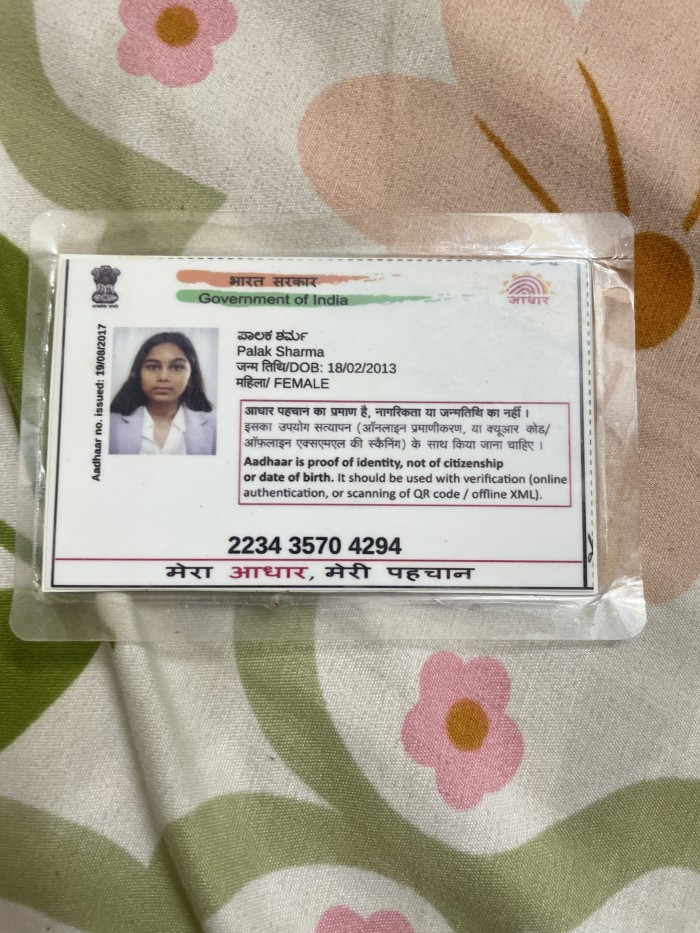 भारत सरकार
Government of India
आधार
Aadhaar no. issued: 19/08/2017
ಪಾಲಕ ಶರ್ಮ
Palak Sharma
जन्म तिथि/DOB: 18/02/2013
महिला/ FEMALE
आधार पहचान का प्रमाण है, नागरिकता या जन्मतिथि का नहीं ।
इसका उपयोग सत्यापन (ऑनलाइन प्रमाणीकरण, या क्यूआर कोड/
ऑफ़लाइन एक्सएमएल की स्कैनिंग) के साथ किया जाना चाहिए ।
Aadhaar is proof of identity, not of citizenship
or date of birth. It should be used with verification (online
authentication, or scanning of QR code / offline XML).
2234 3570 4294
मेरा आधार, मेरी पहचान